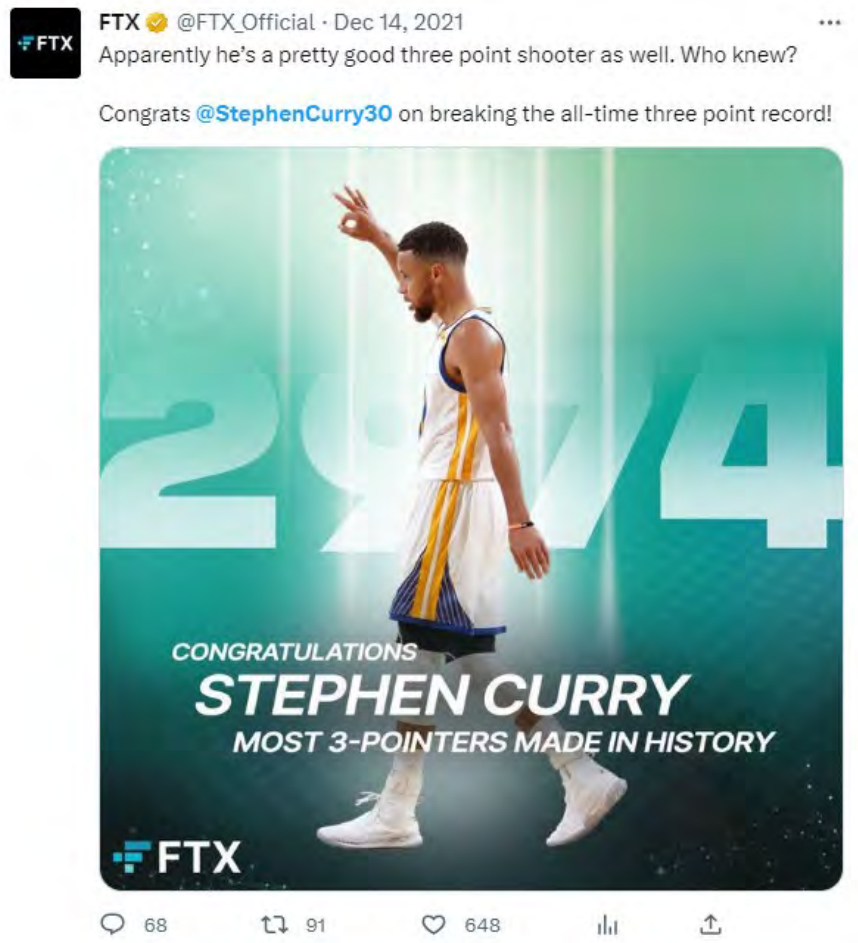 FTX @FTX_Official · Dec 14, 2021
FTX
Apparently he's a pretty good three point shooter as well. Who knew?
Congrats @StephenCurry30 on breaking the all-time three point record!
2974
CONGRATULATIONS
STEPHEN CURRY
MOST 3-POINTERS MADE IN HISTORY
FTX
68 91 648